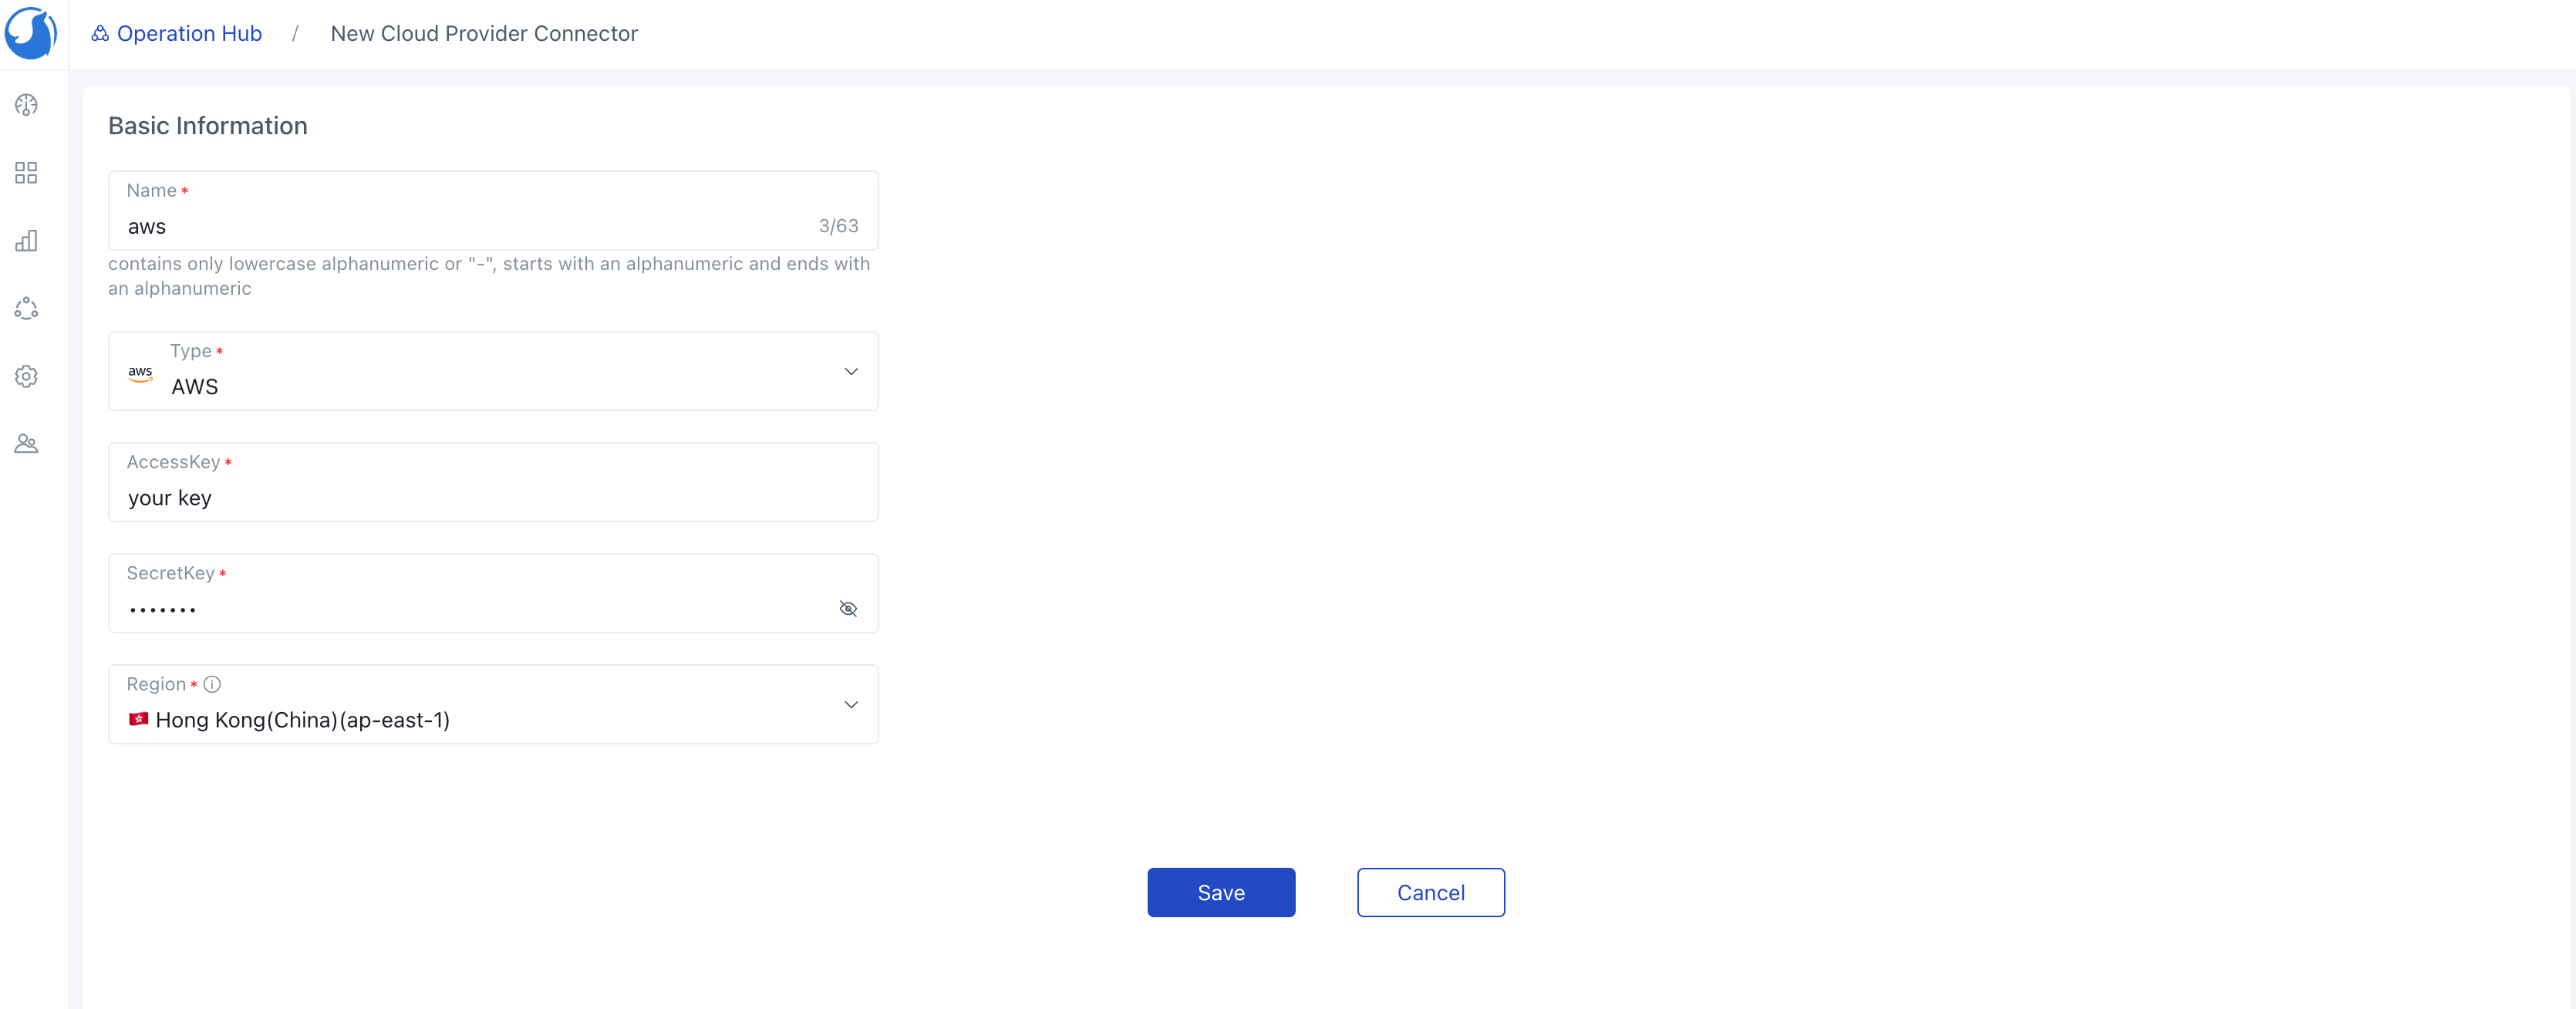 Operation Hub / New Cloud Provider Connector
Basic Information
Name *
aws 3/63
contains only lowercase alphanumeric or "-", starts with an alphanumeric and ends with
an alphanumeric
Type *
aws
AWS
AccessKey *
your key
SecretKey *
•••••••
Region *
Hong Kong(China)(ap-east-1)
Save Cancel